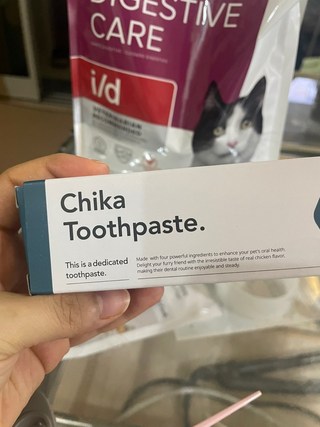 DIGESTIVE
CARE
i/d
VETERINARIAN
RECOMMENDED
Chika
Toothpaste.
This is a dedicated
toothpaste.
Made with four powerful ingredients to enhance your pet's oral health.
Delight your furry friend with the irresistible taste of real chicken flavor,
making their dental routine enjoyable and steady.